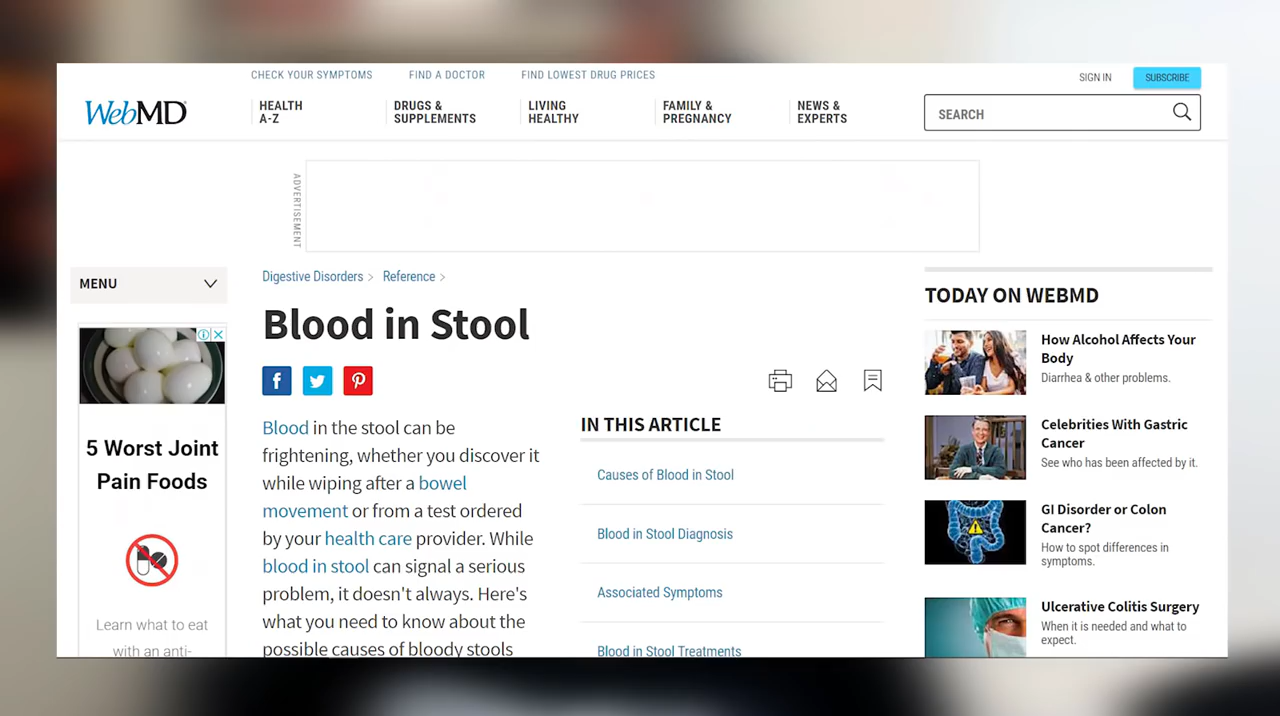 CHECK YOUR SYMPTOMS
FIND A DOCTOR
FIND LOWEST DRUG PRICES
SIGN IN
SUBSCRIBE
WebMD
HEALTH
A-Z
DRUGS &
SUPPLEMENTS
LIVING
HEALTHY
FAMILY &
PREGNANCY
NEWS &
EXPERTS
SEARCH
ADVERTISEMENT
MENU
5 Worst Joint
Pain Foods
Learn what to eat
with an anti-
Digestive Disorders >
Reference >
Blood in Stool
Blood in the stool can be
frightening, whether you discover it
while wiping after a bowel
movement or from a test ordered
by your health care provider. While
blood in stool can signal a serious
problem, it doesn't always. Here's
what you need to know about the
possible causes of bloody stools
IN THIS ARTICLE
Causes of Blood in Stool
Blood in Stool Diagnosis
Associated Symptoms
Blood in Stool Treatments
TODAY ON WEBMD
How Alcohol Affects Your
Body
Diarrhea & other problems.
Celebrities With Gastric
Cancer
See who has been affected by it.
GI Disorder or Colon
Cancer?
How to spot differences in
symptoms.
Ulcerative Colitis Surgery
When it is needed and what to
expect.